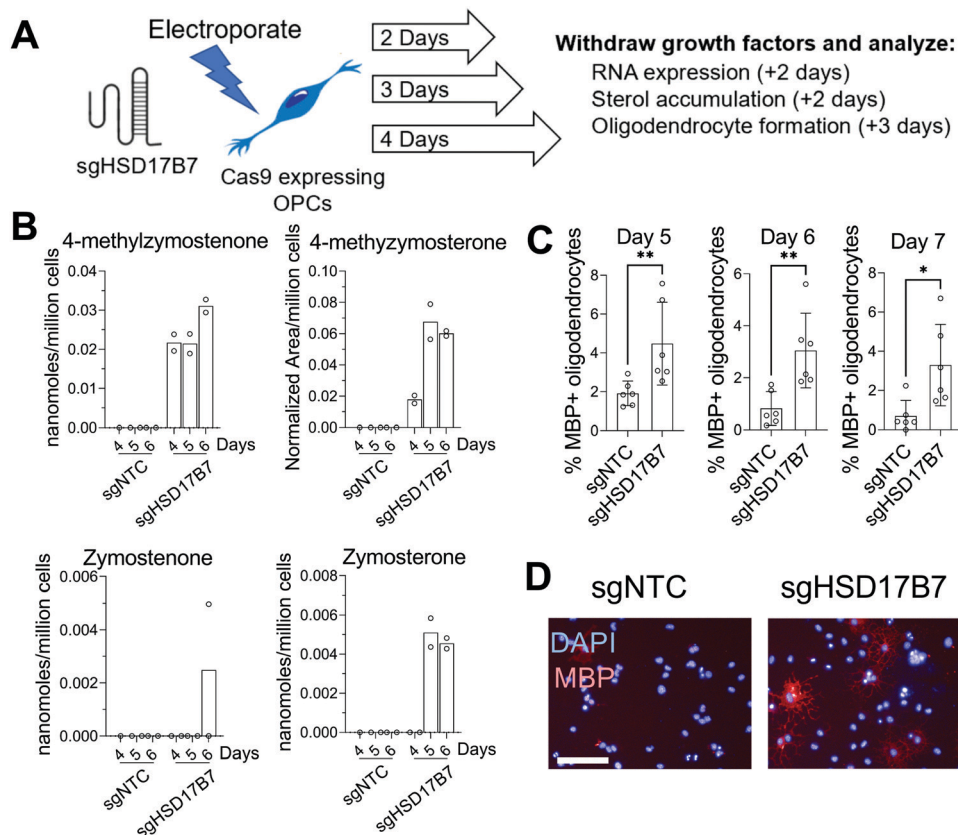 A
Electroporate
sgHSD17B7
Cas9 expressing
OPCs
2 Days
3 Days
4 Days
Withdraw growth factors and analyze:
RNA expression (+2 days)
Sterol accumulation (+2 days)
Oligodendrocyte formation (+3 days)
B
4-methylzymostenone
nanomoles/million cells
0.04
0.03
0.02
0.01
0.00
4 5 6 4 5 6 Days
sgNTC
sgHSD17B7
4-methyzymosterone
Normalized Area/million cells
0.10
0.08
0.06
0.04
0.02
0.00
4 5 6 4 5 6 Days
sgNTC
sgHSD17B7
Zymostenone
nanomoles/million cells
0.006
0.004
0.002
0.000
4 5 6 4 5 6 Days
sgNTC
sgHSD17B7
Zymosterone
nanomoles/million cells
0.008
0.006
0.004
0.002
0.000
4 5 6 4 5 6 Days
sgNTC
sgHSD17B7
C
Day 5
% MBP+ oligodendrocytes
8
6
4
2
0
**
sgNTC
sgHSD17B7
Day 6
% MBP+ oligodendrocytes
6
4
2
0
**
sgNTC
sgHSD17B7
Day 7
% MBP+ oligodendrocytes
8
6
4
2
0
*
sgNTC
sgHSD17B7
D
sgNTC
sgHSD17B7
DAPI
MBP